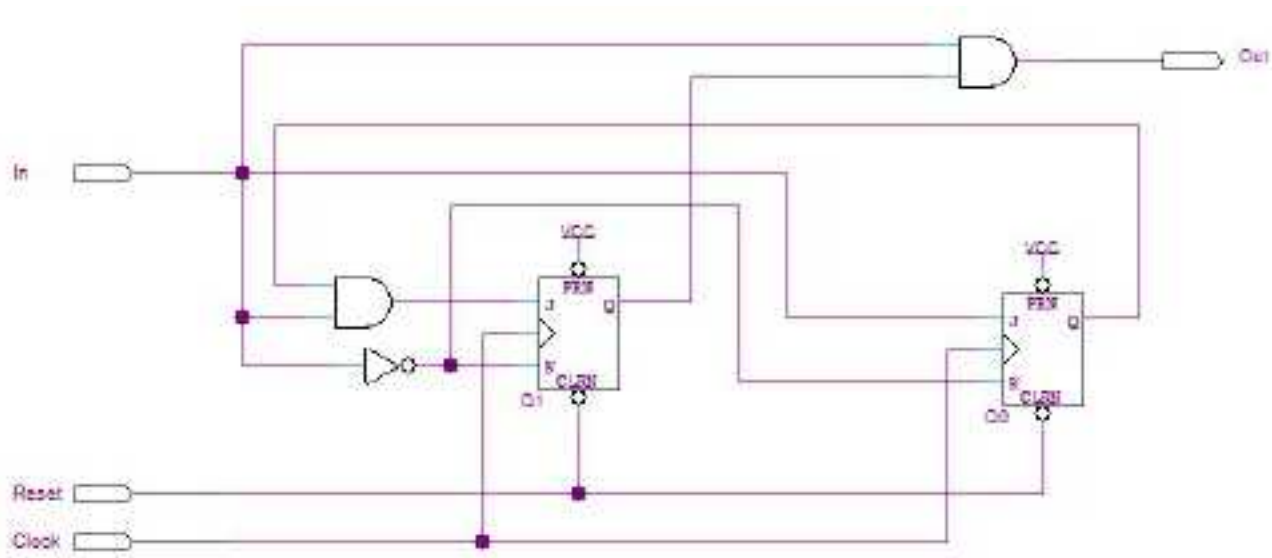 Out
In
VCC
VCC
PRN
J
Q
K
CLRN
Q1
PRN
J
Q
K
CLRN
Q0
Reset
Clock